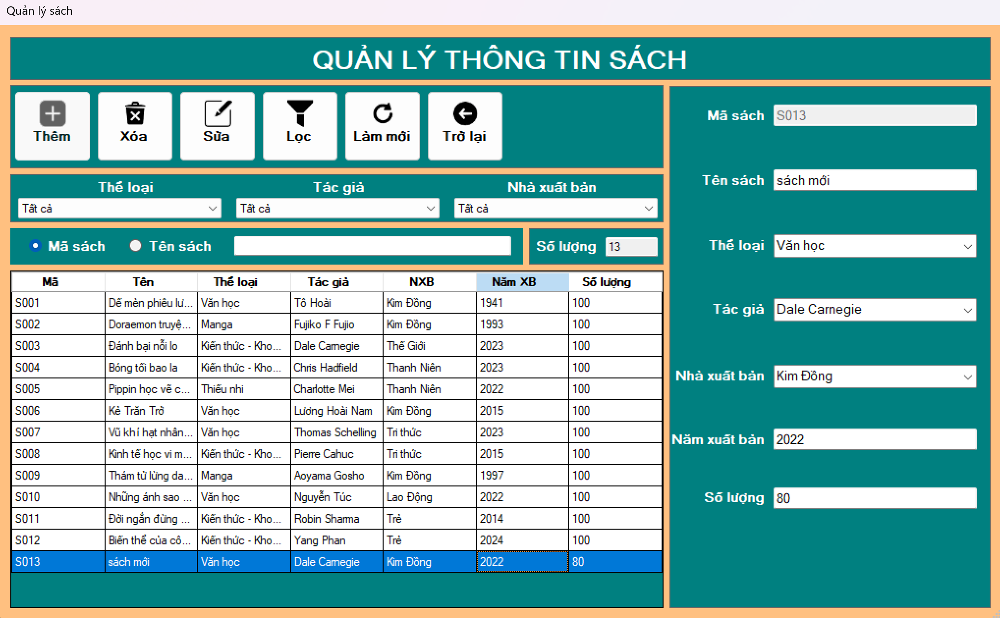 Quản lý sách
QUẢN LÝ THÔNG TIN SÁCH
Thêm Xóa Sửa Lọc Làm mới Trở lại
Thể loại Tác giả Nhà xuất bản
Tất cả Tất cả Tất cả
Mã sách Tên sách Số lượng 13
Mã Tên Thể loại Tác giả NXB Năm XB Số lượng
S001 Dế mèn phiêu lư... Văn học Tô Hoài Kim Đồng 1941 100
S002 Doraemon truyệ... Manga Fujiko F Fujio Kim Đồng 1993 100
S003 Đánh bại nỗi lo Kiến thức - Kho... Dale Carnegie Thế Giới 2023 100
S004 Bóng tối bao la Kiến thức - Kho... Chris Hadfield Thanh Niên 2023 100
S005 Pippin học vẽ c... Thiếu nhi Charlotte Mei Thanh Niên 2022 100
S006 Kẻ Trăn Trở Văn học Lương Hoài Nam Kim Đồng 2015 100
S007 Vũ khí hạt nhân... Văn học Thomas Schelling Tri thức 2023 100
S008 Kinh tế học vi m... Kiến thức - Kho... Pierre Cahuc Tri thức 2015 100
S009 Thám tử lừng da... Manga Aoyama Gosho Kim Đồng 1997 100
S010 Những ánh sao ... Văn học Nguyễn Túc Lao Động 2022 100
S011 Đời ngắn đừng ... Kiến thức - Kho... Robin Sharma Trẻ 2014 100
S012 Biến thể của cô... Kiến thức - Kho... Yang Phan Trẻ 2024 100
S013 sách mới Văn học Dale Carnegie Kim Đồng 2022 80
Mã sách S013
Tên sách sách mới
Thể loại Văn học
Tác giả Dale Carnegie
Nhà xuất bản Kim Đồng
Năm xuất bản 2022
Số lượng 80